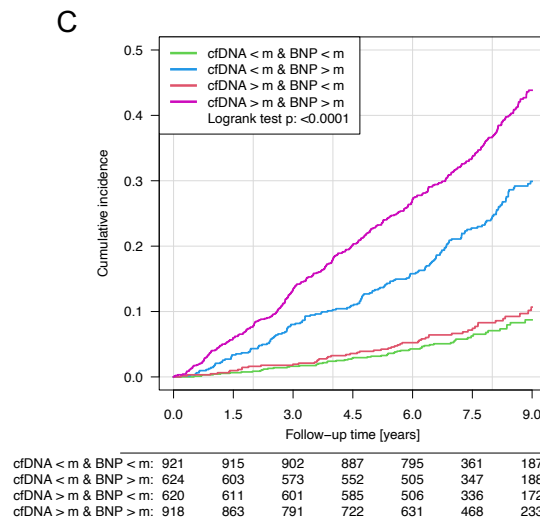 C
0.5
0.4
0.3
0.2
0.1
0.0
Cumulative incidence
cfDNA < m & BNP < m
cfDNA < m & BNP > m
cfDNA > m & BNP < m
cfDNA > m & BNP > m
Logrank test p: <0.0001
0.0 1.5 3.0 4.5 6.0 7.5 9.0
Follow−up time [years]
cfDNA < m & BNP < m: 921 915 902 887 795 361 187
cfDNA < m & BNP > m: 624 603 573 552 505 347 188
cfDNA > m & BNP < m: 620 611 601 585 506 336 172
cfDNA > m & BNP > m: 918 863 791 722 631 468 233